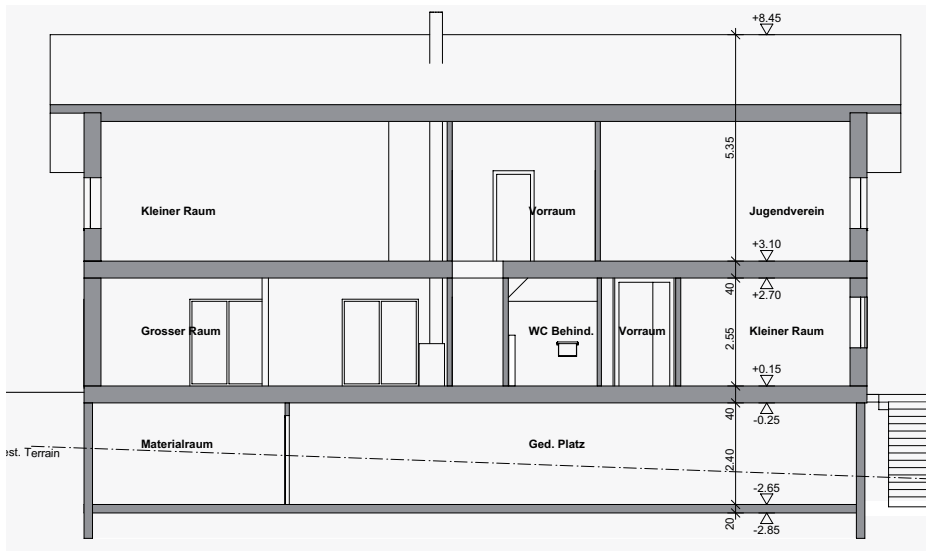 +8.45
5.35
Kleiner Raum
Vorraum
Jugendverein
+3.10
40
+2.70
Grosser Raum
WC Behind.
Vorraum
Kleiner Raum
2.55
+0.15
40
-0.25
Materialraum
Ged. Platz
est. Terrain
2.40
-2.65
20
-2.85